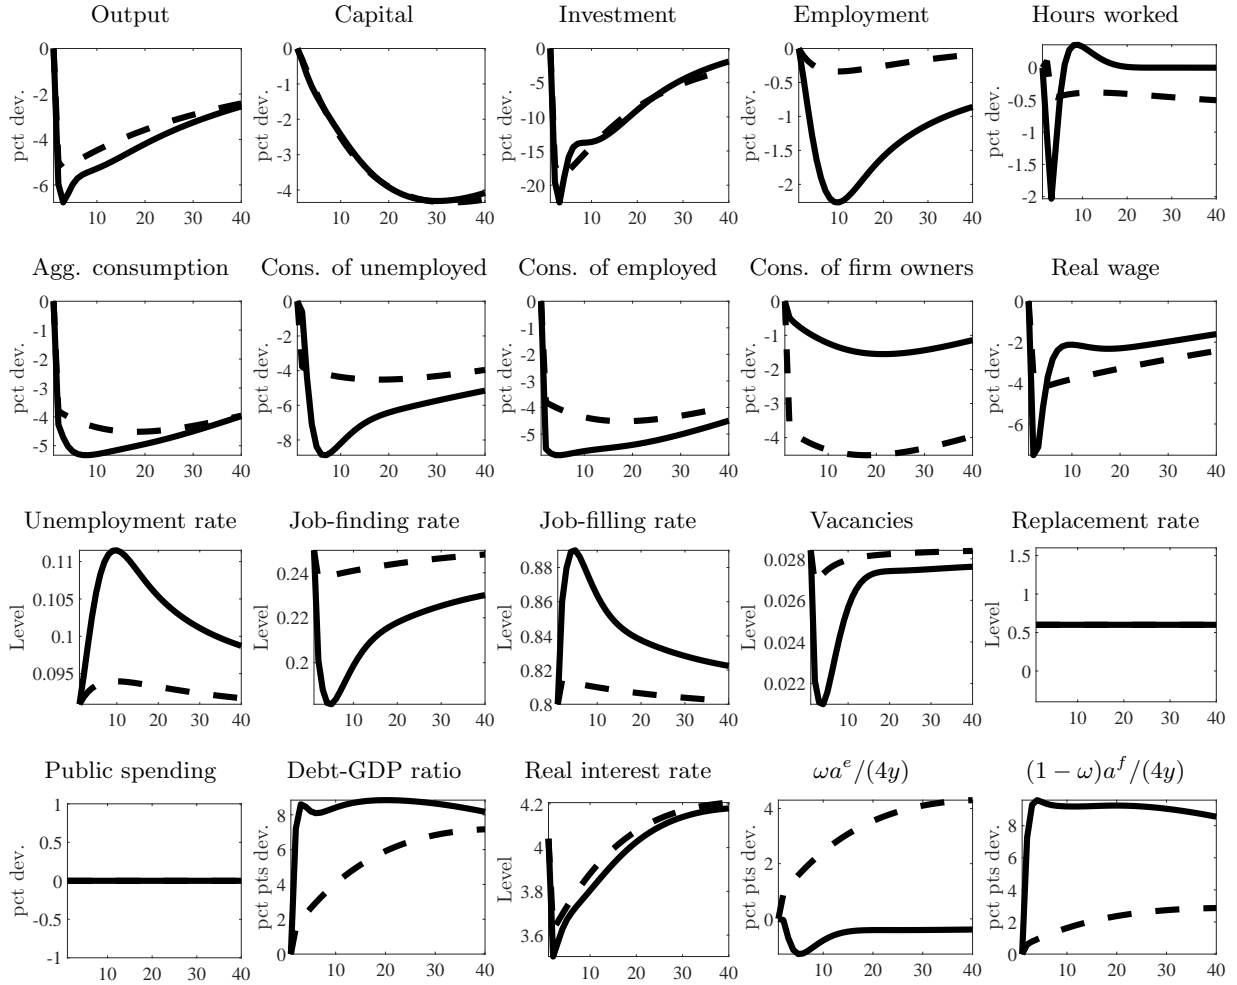 Output Capital Investment Employment Hours worked
pct dev. 0 -2 -4 -6 10 20 30 40
pct dev. 0 -1 -2 -3 -4 10 20 30 40
pct dev. 0 -5 -10 -15 -20 10 20 30 40
pct dev. 0 -0.5 -1 -1.5 -2 10 20 30 40
pct dev. 0 -0.5 -1 -1.5 -2 10 20 30 40
Agg. consumption Cons. of unemployed Cons. of employed Cons. of firm owners Real wage
pct dev. 0 -1 -2 -3 -4 -5 10 20 30 40
pct dev. 0 -2 -4 -6 -8 10 20 30 40
pct dev. 0 -1 -2 -3 -4 -5 10 20 30 40
pct dev. 0 -1 -2 -3 -4 10 20 30 40
pct dev. 0 -2 -4 -6 10 20 30 40
Unemployment rate Job-finding rate Job-filling rate Vacancies Replacement rate
Level 0.11 0.105 0.1 0.095 10 20 30 40
Level 0.24 0.22 0.2 10 20 30 40
Level 0.88 0.86 0.84 0.82 0.8 10 20 30 40
Level 0.028 0.026 0.024 0.022 10 20 30 40
Level 1.5 1 0.5 0 10 20 30 40
Public spending Debt-GDP ratio Real interest rate ωa^e/(4y) (1 − ω)a^f/(4y)
pct dev. 1 0.5 0 -0.5 -1 10 20 30 40
pct pts dev. 8 6 4 2 0 10 20 30 40
Level 4.2 4 3.8 3.6 10 20 30 40
pct pts dev. 4 2 0 10 20 30 40
pct pts dev. 8 6 4 2 0 10 20 30 40